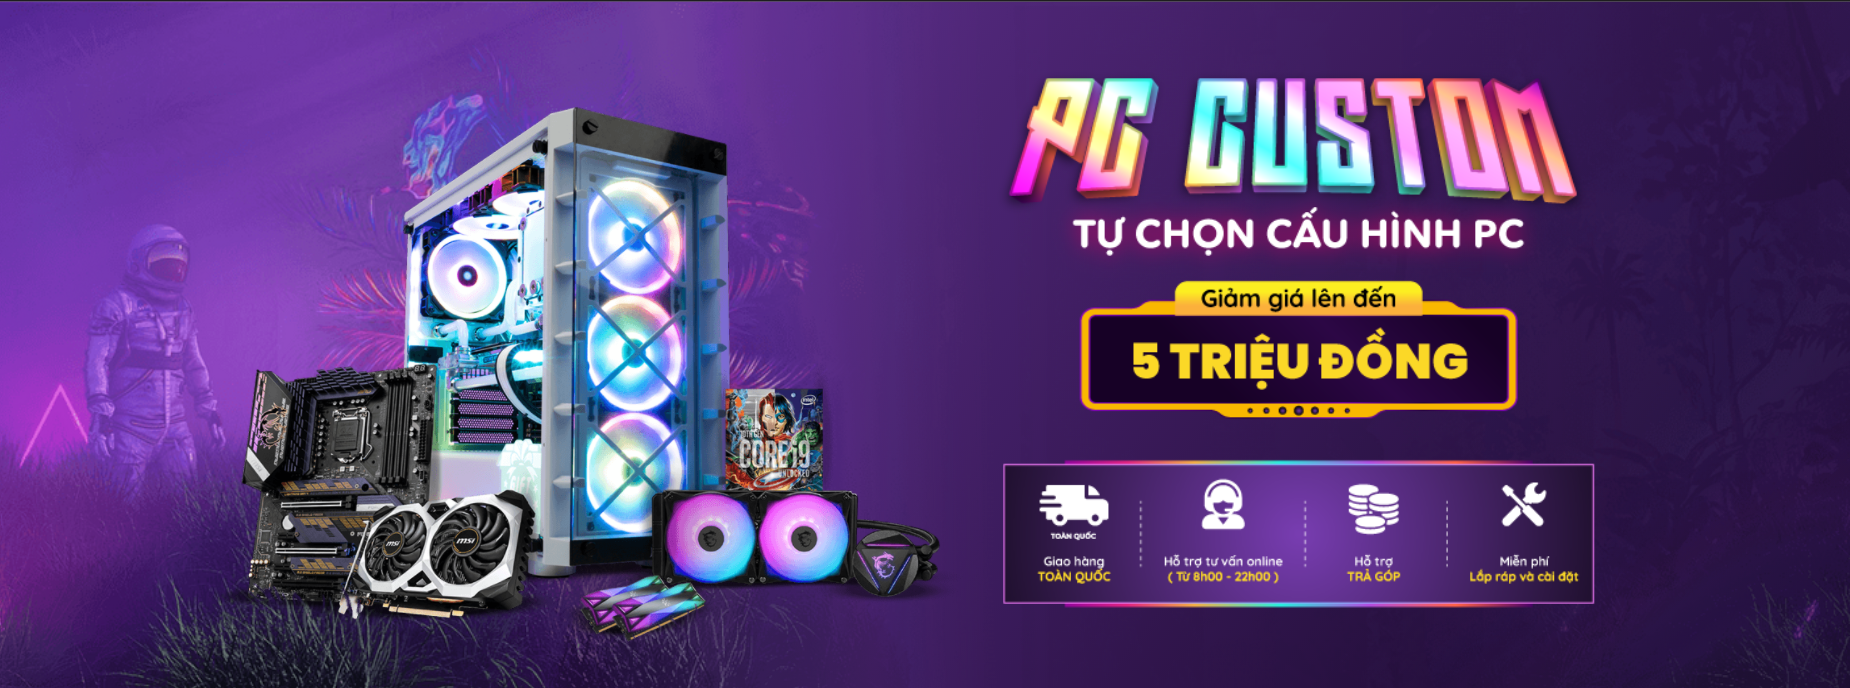 PC CUSTOM
TỰ CHỌN CẤU HÌNH PC
Giảm giá lên đến
5 TRIỆU ĐỒNG
TOÀN QUỐC
Giao hàng
TOÀN QUỐC
Hỗ trợ tư vấn online
( Từ 8h00 - 22h00 )
Hỗ trợ
TRẢ GÓP
Miễn phí
Lắp ráp và cài đặt
intel
CORE i9
UNLOCKED
msi
msi